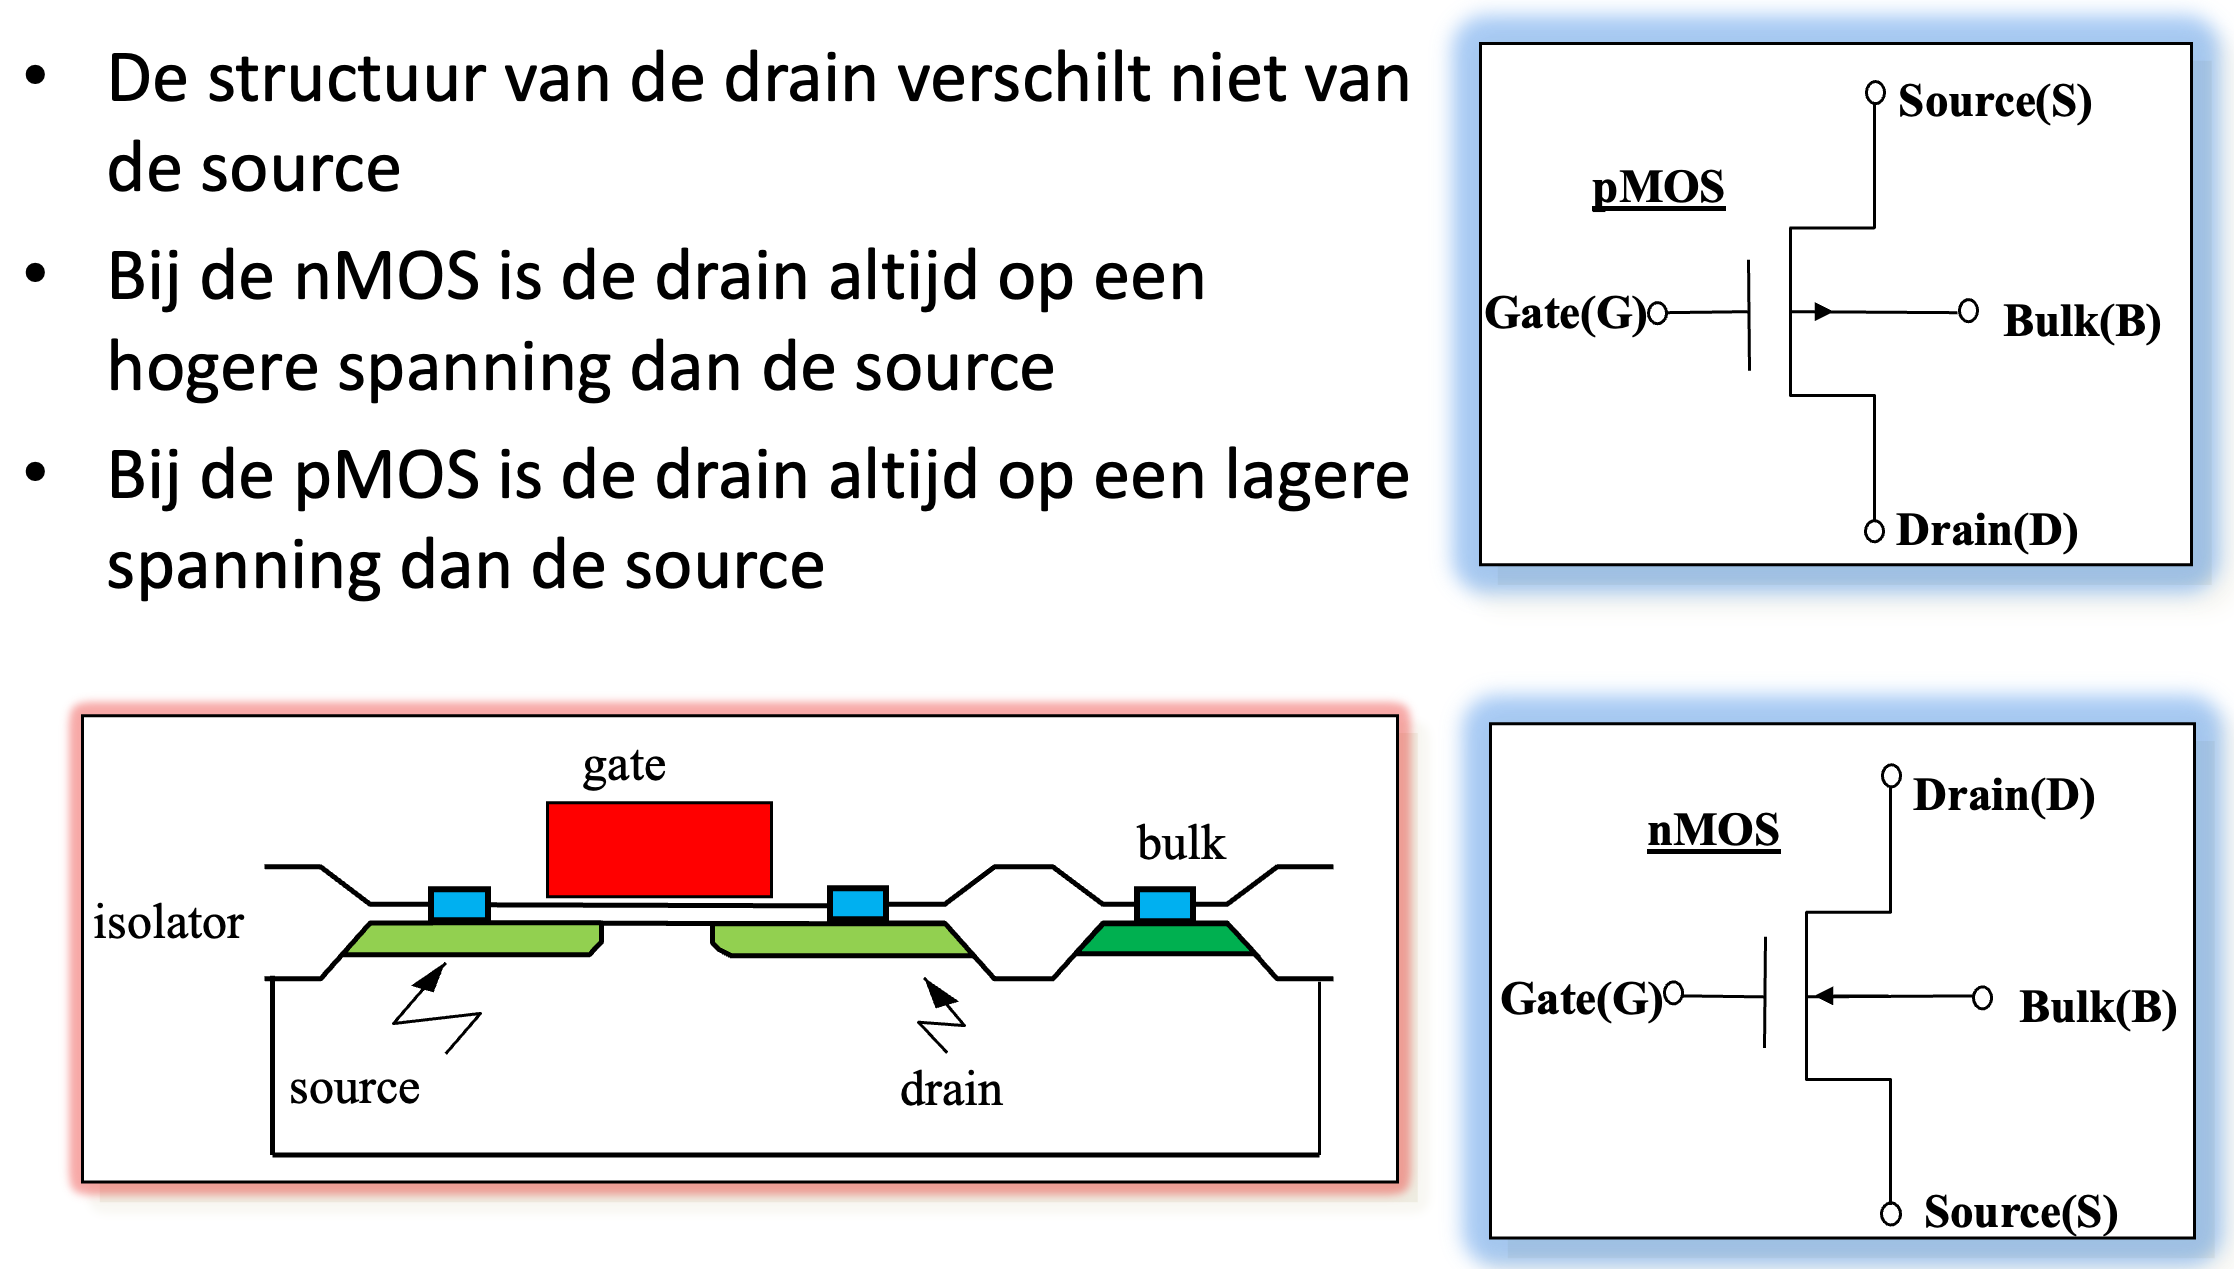 • De structuur van de drain verschilt niet van
de source
• Bij de nMOS is de drain altijd op een
hogere spanning dan de source
• Bij de pMOS is de drain altijd op een lagere
spanning dan de source
Source(S)
pMOS
Gate(G)
Bulk(B)
Drain(D)
gate
bulk
isolator
source
drain
Drain(D)
nMOS
Gate(G)
Bulk(B)
Source(S)